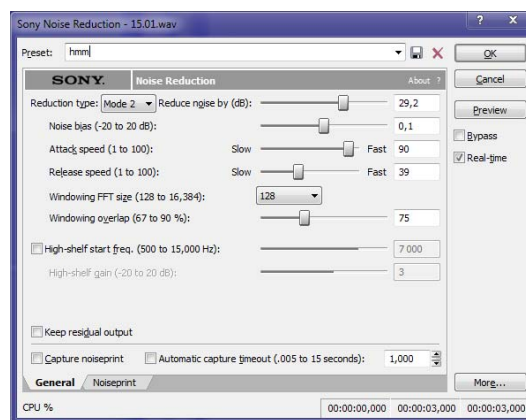 Sony Noise Reduction - 15.01.wav
Preset: hmm
OK
SONY. Noise Reduction About ?
Cancel
Reduction type: Mode 2 Reduce noise by (dB): 29,2
Preview
Noise bias (-20 to 20 dB): 0,1
Bypass
Attack speed (1 to 100): Slow Fast 90
Real-time
Release speed (1 to 100): Slow Fast 39
Windowing FFT size (128 to 16,384): 128
Windowing overlap (67 to 90 %): 75
High-shelf start freq. (500 to 15,000 Hz): 7 000
High-shelf gain (-20 to 20 dB): 3
Keep residual output
Capture noiseprint Automatic capture timeout (.005 to 15 seconds): 1,000
General Noiseprint More...
CPU % 00:00:00,000 00:00:03,000 00:00:03,000